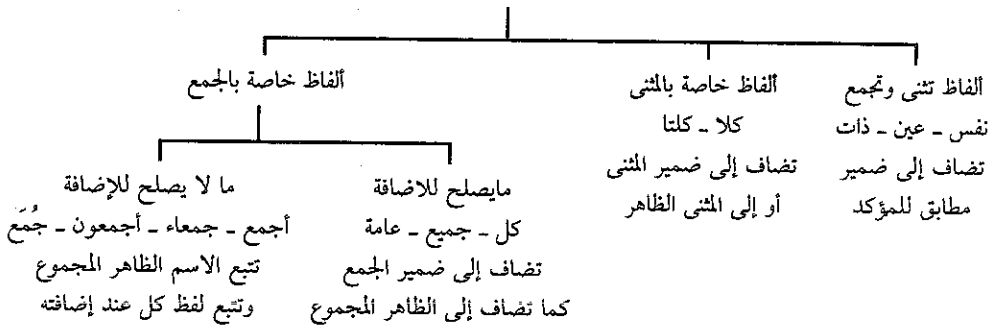 ألفاظ تثنى وتجمع
نفس ـ عين ـ ذات
تضاف إلى ضمير
مطابق للمؤكد
ألفاظ خاصة بالمثنى
كلا ـ كلتا
تضاف إلى ضمير المثنى
أو إلى المثنى الظاهر
ألفاظ خاصة بالجمع
مايصلح للاضافة
كل ـ جميع ـ عامة
تضاف إلى ضمير الجمع
كما تضاف إلى الظاهر المجموع
ما لا يصلح للإضافة
أجمع ـ جمعاء ـ أجمعون ـ جُمَع
تتبع الاسم الظاهر المجموع
وتتبع لفظ كل عند إضافته